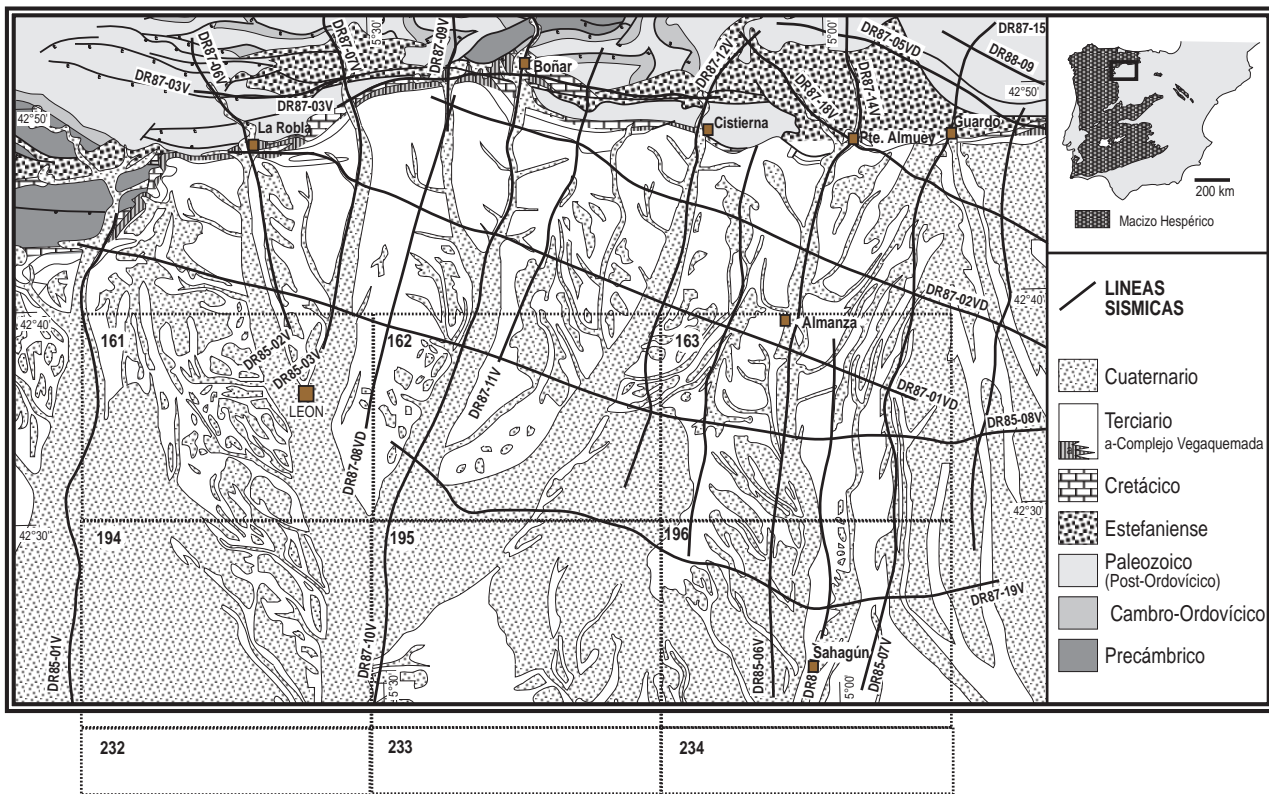 DR87-06V
5°30'
DR87-07V
DR87-09V
DR87-12V
5°00'
DR87-05VD
DR88-09
DR87-15
DR87-03V
Boñar
DR87-03V
DR87-18V
DR87-14V
42°50'
42°50'
La Robla
Cistierna
Pte. Almuey
Guardo
200 km
Macizo Hespérico
LINEAS
SISMICAS
DR87-02VD
42°40'
42°40'
161
162
163
Almanza
DR85-02V
DR85-03V
LEON
DR87-11V
DR87-01VD
DR85-08V
DR87-08VD
Cuaternario
Terciario
a-Complejo Vegaquemada
Cretácico
Estefaniense
Paleozoico
(Post-Ordovícico)
Cambro-Ordovícico
Precámbrico
42°30'
42°30'
194
195
196
DR87-19V
DR85-01V
DR87-10V
5°30'
DR85-06V
Sahagún
DR8
5°00'
DR85-07V
232
233
234